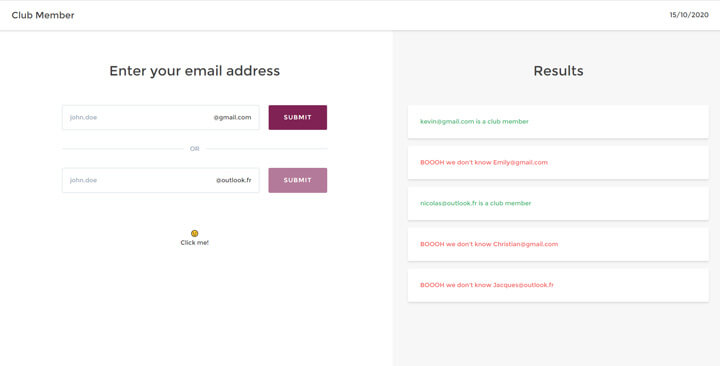 Club Member
15/10/2020
Enter your email address
john.doe @gmail.com SUBMIT
OR
john.doe @outlook.fr SUBMIT
Click me!
Results
kevin@gmail.com is a club member
BOOOH we don't know Emily@gmail.com
nicolas@outlook.fr is a club member
BOOOH we don't know Christian@gmail.com
BOOOH we don't know Jacques@outlook.fr